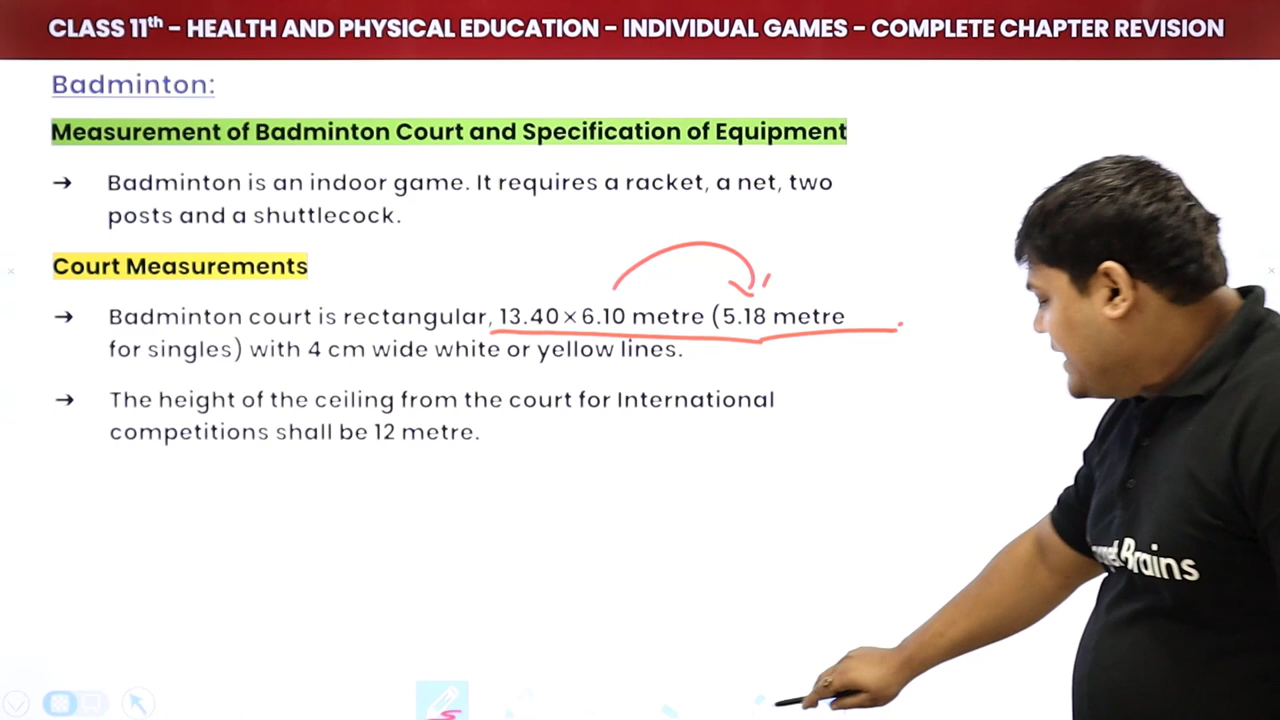 CLASS 11th – HEALTH AND PHYSICAL EDUCATION – INDIVIDUAL GAMES – COMPLETE CHAPTER REVISION
Badminton:
Measurement of Badminton Court and Specification of Equipment
→ Badminton is an indoor game. It requires a racket, a net, two
posts and a shuttlecock.
Court Measurements
→ Badminton court is rectangular, 13.40×6.10 metre (5.18 metre
for singles) with 4 cm wide white or yellow lines.
→ The height of the ceiling from the court for International
competitions shall be 12 metre.
Brains